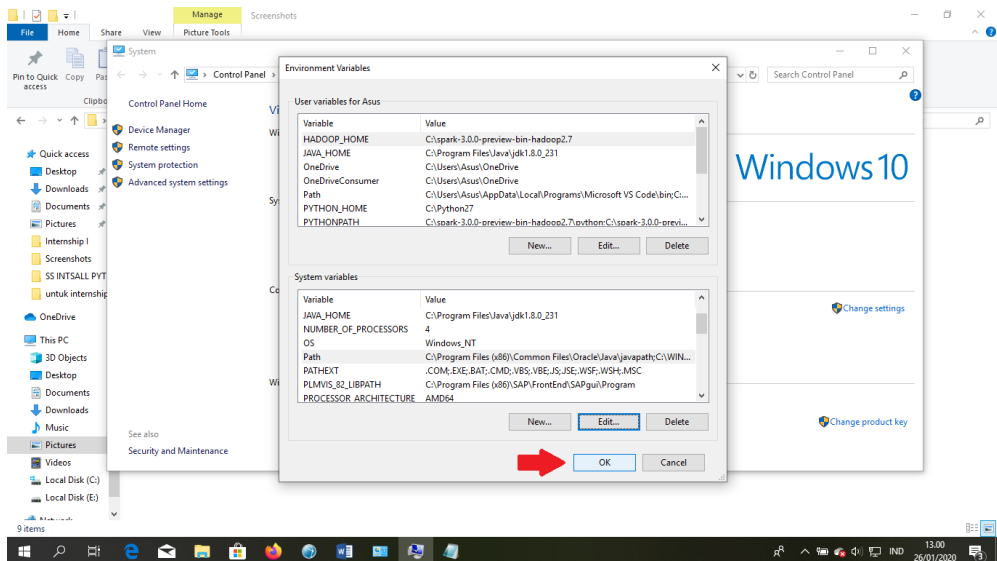 Manage
Screenshots
File
Home
Share
View
Picture Tools
Pin to Quick
access
Copy
Clipbo
System
Control Panel
Search Control Panel
Environment Variables
Control Panel Home
Device Manager
Remote settings
System protection
Advanced system settings
See also
Security and Maintenance
Quick access
Desktop
Downloads
Documents
Pictures
Internship I
Screenshots
SS INTSALL PYT
untuk internship
OneDrive
This PC
3D Objects
Desktop
Documents
Downloads
Music
Pictures
Videos
Local Disk (C:)
Local Disk (E:)
9 items
User variables for Asus
Variable Value
HADOOP_HOME C:\spark-3.0.0-preview-bin-hadoop2.7
JAVA_HOME C:\Program Files\Java\jdk1.8.0_231
OneDrive C:\Users\Asus\OneDrive
OneDriveConsumer C:\Users\Asus\OneDrive
Path C:\Users\Asus\AppData\Local\Programs\Microsoft VS Code\bin;C:...
PYTHON_HOME C:\Python27
PYTHONPATH C:\spark-3.0.0-preview-bin-hadoop2.7\python;C:\spark-3.0.0-previ...
New... Edit... Delete
System variables
Variable Value
JAVA_HOME C:\Program Files\Java\jdk1.8.0_231
NUMBER_OF_PROCESSORS 4
OS Windows_NT
Path C:\Program Files (x86)\Common Files\Oracle\Java\javapath;C:\WIN...
PATHEXT .COM;.EXE;.BAT;.CMD;.VBS;.VBE;.JS;.JSE;.WSF;.WSH;.MSC
PLMVIS_82_LIBPATH C:\Program Files (x86)\SAP\FrontEnd\SAPgui\Program
PROCESSOR_ARCHITECTURE AMD64
New... Edit... Delete
OK Cancel
Windows 10
Change settings
Change product key
IND
13.00
26/01/2020